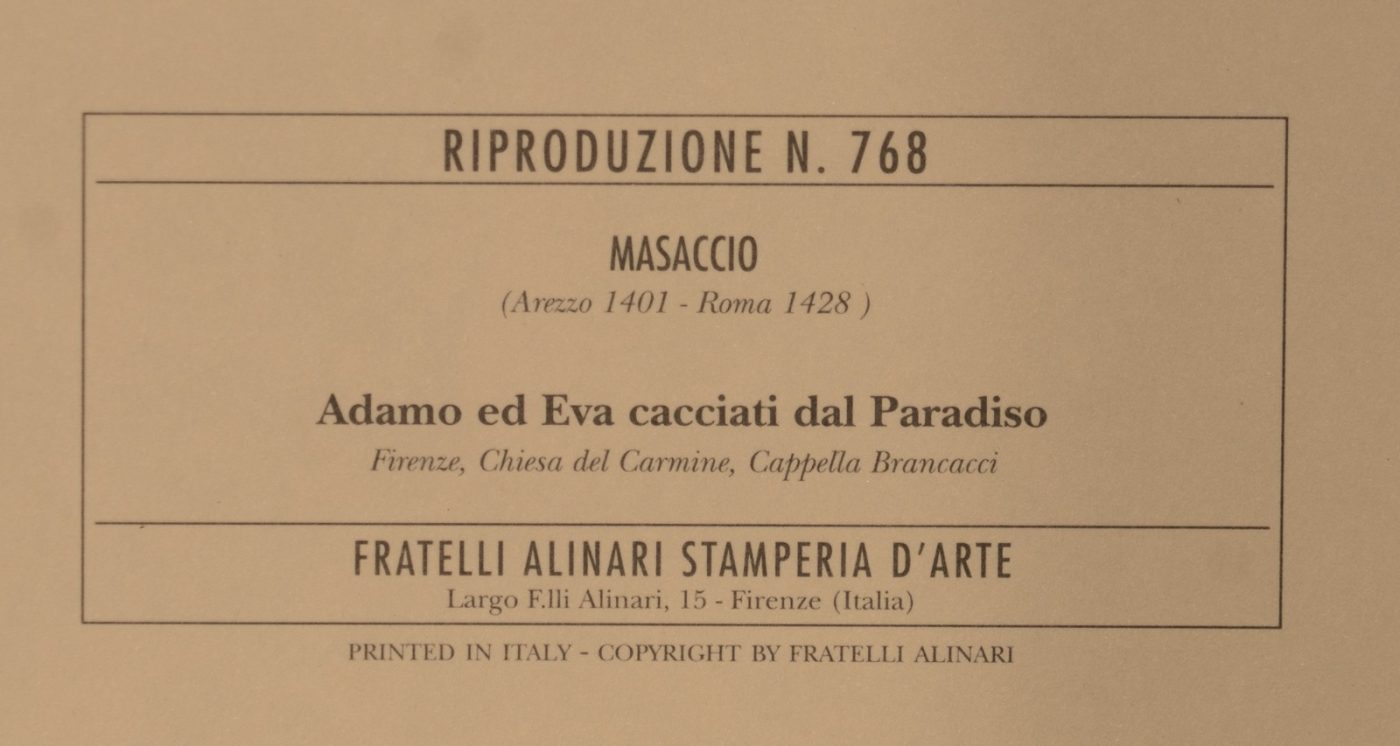 RIPRODUZIONE N. 768
MASACCIO
(Arezzo 1401 - Roma 1428 )
Adamo ed Eva cacciati dal Paradiso
Firenze, Chiesa del Carmine, Cappella Brancacci
FRATELLI ALINARI STAMPERIA D'ARTE
Largo F.lli Alinari, 15 - Firenze (Italia)
PRINTED IN ITALY - COPYRIGHT BY FRATELLI ALINARI